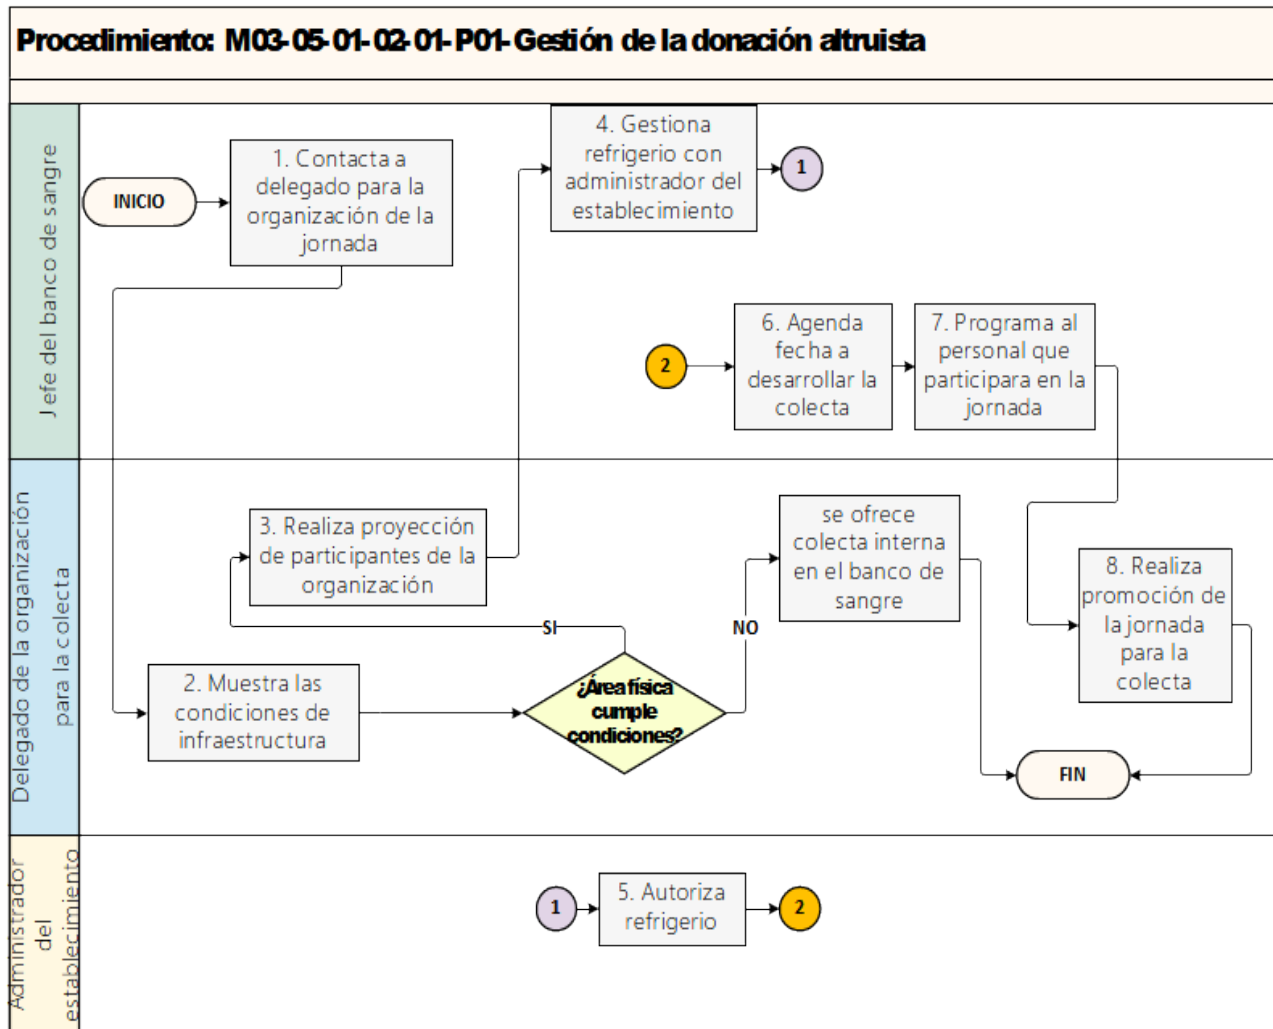 Procedimiento: M03-05-01-02-01-P01-Gestión de la donación altruista
Jefe del banco de sangre
INICIO
1. Contacta a
delegado para la
organización de la
jornada
4. Gestiona
refrigerio con
administrador del
establecimiento
1
2
6. Agenda
fecha a
desarrollar la
colecta
7. Programa al
personal que
participara en la
jornada
Delegado de la organización
para la colecta
3. Realiza proyección
de participantes de la
organización
se ofrece
colecta interna
en el banco de
sangre
8. Realiza
promoción de
la jornada
para la
colecta
SI
NO
2. Muestra las
condiciones de
infraestructura
¿Área física
cumple
condiciones?
FIN
Administrador
del
establecimiento
1
5. Autoriza
refrigerio
2